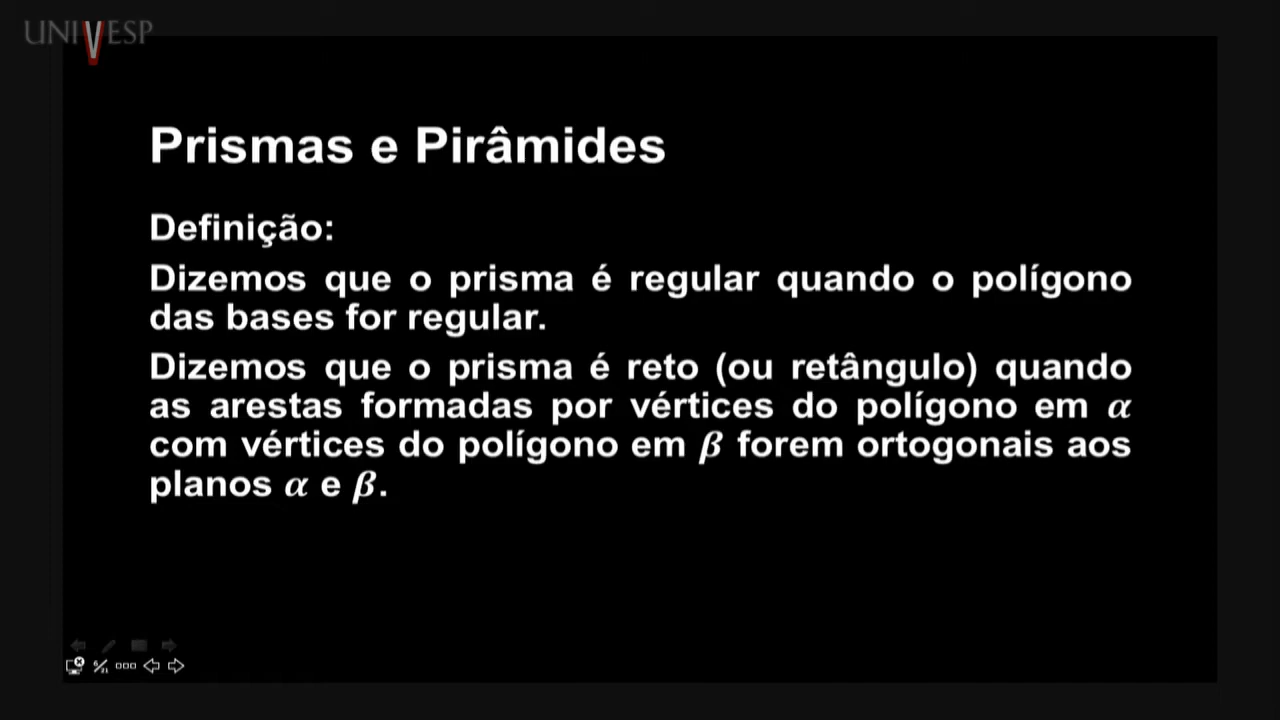 UNIVESP
Prismas e Pirâmides
Definição:
Dizemos que o prisma é regular quando o polígono
das bases for regular.
Dizemos que o prisma é reto (ou retângulo) quando
as arestas formadas por vértices do polígono em α
com vértices do polígono em β forem ortogonais aos
planos α e β.